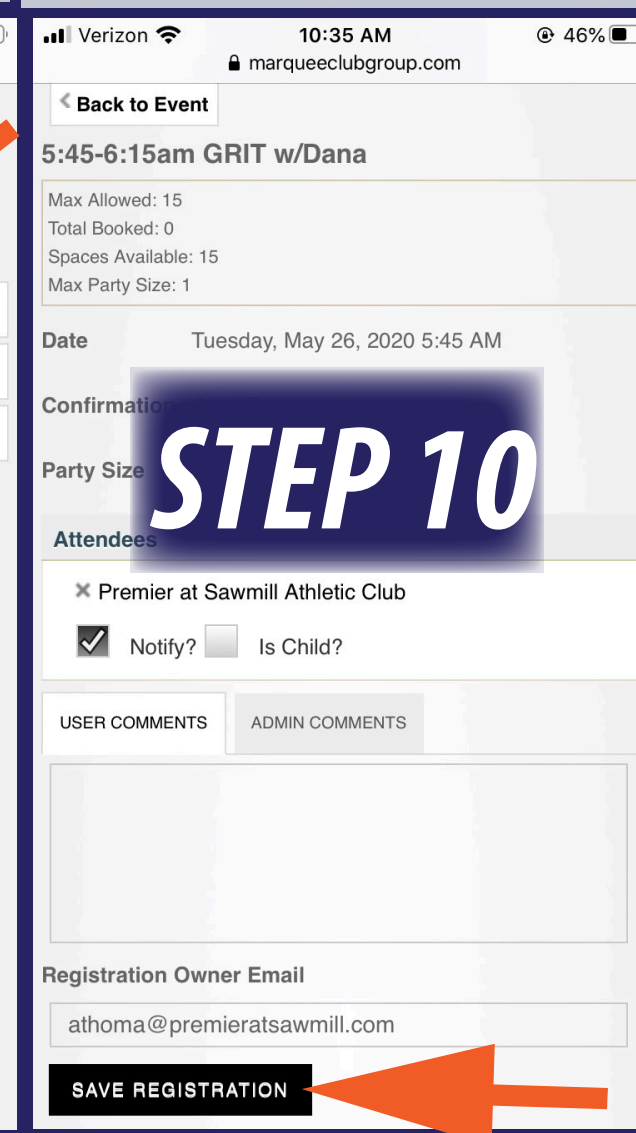 Verizon 10:35 AM 46%
marqueeclubgroup.com
Back to Event
5:45-6:15am GRIT w/Dana
Max Allowed: 15
Total Booked: 0
Spaces Available: 15
Max Party Size: 1
Date Tuesday, May 26, 2020 5:45 AM
Confirmation
STEP 10
Party Size
Attendees
Premier at Sawmill Athletic Club
Notify? Is Child?
USER COMMENTS ADMIN COMMENTS
Registration Owner Email
athoma@premieratsawmill.com
SAVE REGISTRATION